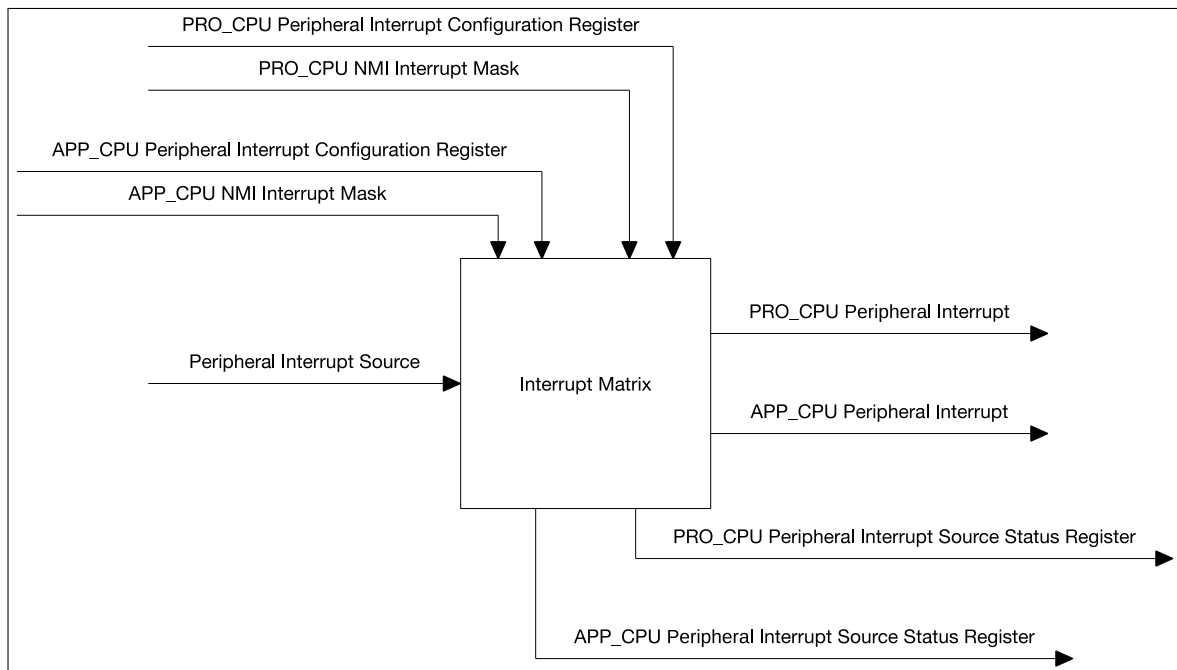 PRO_CPU Peripheral Interrupt Configuration Register
PRO_CPU NMI Interrupt Mask
APP_CPU Peripheral Interrupt Configuration Register
APP_CPU NMI Interrupt Mask
PRO_CPU Peripheral Interrupt
Peripheral Interrupt Source
Interrupt Matrix
APP_CPU Peripheral Interrupt
PRO_CPU Peripheral Interrupt Source Status Register
APP_CPU Peripheral Interrupt Source Status Register